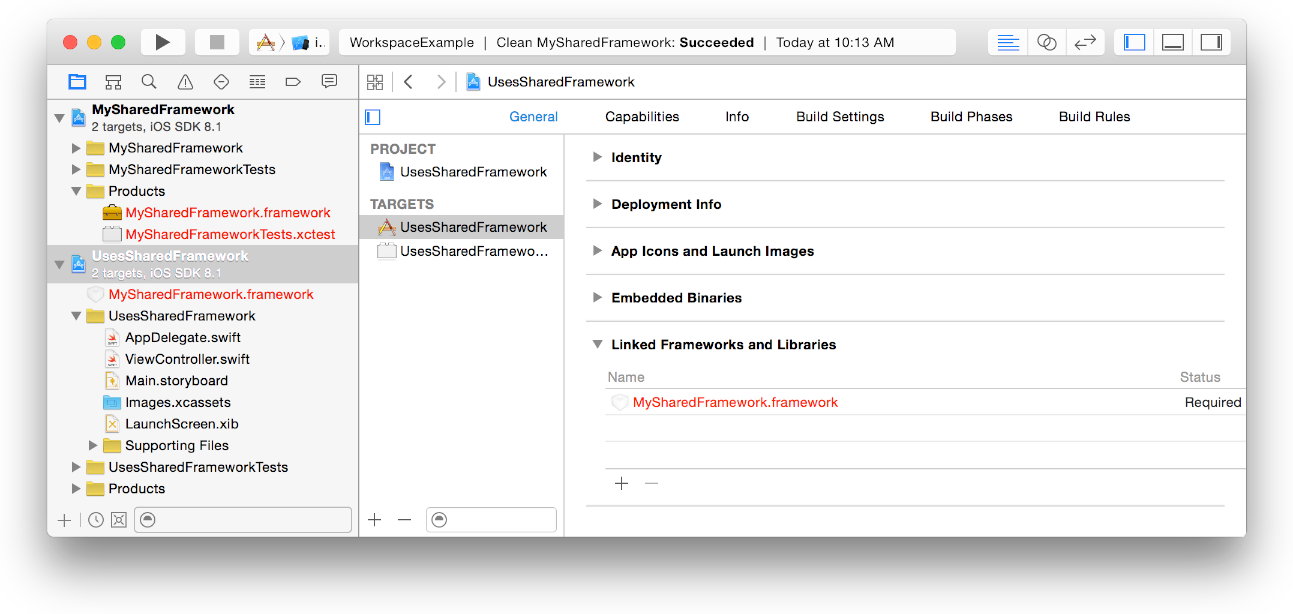 i..
WorkspaceExample | Clean MySharedFramework: Succeeded | Today at 10:13 AM
MySharedFramework
2 targets, iOS SDK 8.1
MySharedFramework
MySharedFrameworkTests
Products
MySharedFramework.framework
MySharedFrameworkTests.xctest
UsesSharedFramework
2 targets, iOS SDK 8.1
MySharedFramework.framework
UsesSharedFramework
AppDelegate.swift
ViewController.swift
Main.storyboard
Images.xcassets
LaunchScreen.xib
Supporting Files
UsesSharedFrameworkTests
Products
UsesSharedFramework
General Capabilities Info Build Settings Build Phases Build Rules
PROJECT
UsesSharedFramework
TARGETS
UsesSharedFramework
UsesSharedFramewo...
Identity
Deployment Info
App Icons and Launch Images
Embedded Binaries
Linked Frameworks and Libraries
Name Status
MySharedFramework.framework Required